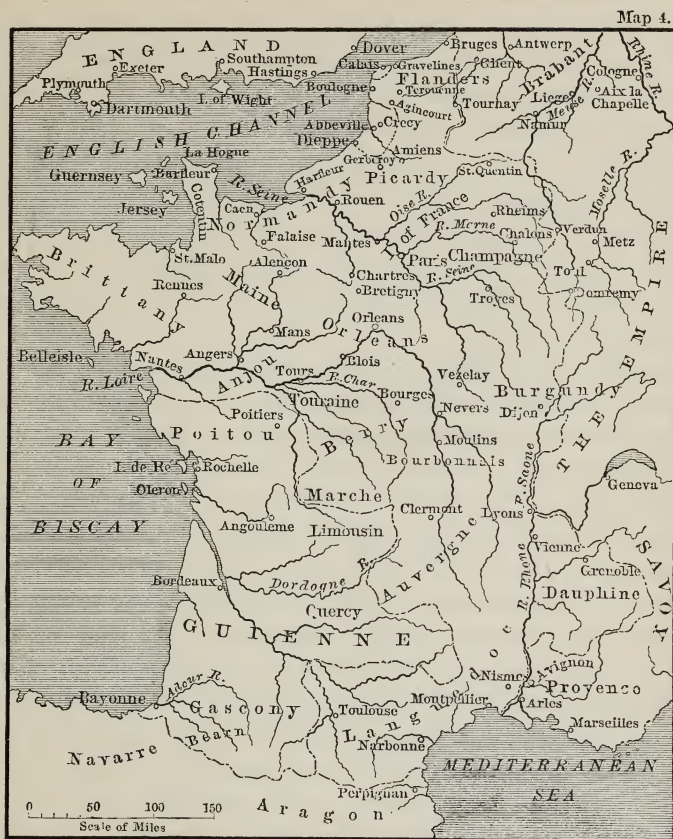 Map 4.
ENGLAND
Exeter
Southampton
Hastings
Plymouth
Dartmouth
I. of Wight
ENGLISH CHANNEL
Dover
Calais
Gravelines
Bruges
Antwerp
Ghent
Brabant
Rhine R.
Cologne
Boulogne
Flanders
Terouenne
Tournay
Liege
Aix la
Chapelle
Meuse R.
Namur
Agincourt
Abbeville
Crecy
Dieppe
Amiens
Gerberoy
Picardy
St. Quentin
Moselle R.
La Hogue
Guernsey
Barfleur
Jersey
Cotentin
R. Seine
Harfleur
Rouen
Oise R.
I. of France
Rheims
R. Marne
Chalons
Verdun
Metz
Caen
Normandy
Falaise
Mantes
Paris
Champagne
Toul
Domremy
St. Malo
Alençon
Chartres
Bretigny
R. Seine
Troyes
Brittany
Rennes
Maine
Mans
Orleans
Orleans
THE EMPIRE
Belleisle
Nantes
Angers
Anjou
Blois
Vezelay
R. Loire
Tours
R. Char
Bourges
Burgundy
Touraine
Nevers
Dijon
Poitiers
Poitou
Berry
Moulins
BAY
OF
BISCAY
I. de Re
Rochelle
Oleron
Bourbonnais
R. Saone
Geneva
Marche
Clermont
Lyons
Angouleme
Limousin
Auvergne
Vienne
SAVOY
Grenoble
Bordeaux
Dordogne R.
R. Rhone
Dauphine
Quercy
GUIENNE
Nismes
Avignon
Provence
Bayonne
Adour R.
Gascony
Toulouse
Montpellier
Arles
Marseilles
Bearn
Languedoc
Narbonne
Navarre
MEDITERRANEAN
SEA
Perpignan
Aragon
0 50 100 150
Scale of Miles